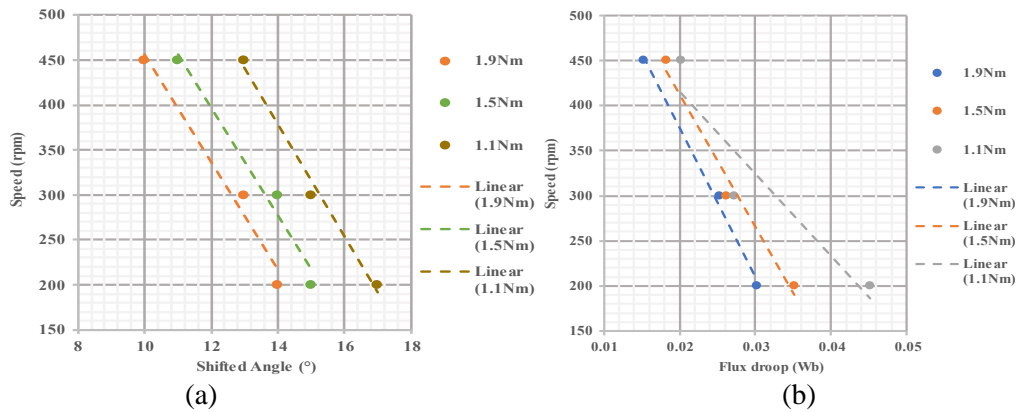 500
450
400
350
300
250
200
150
Speed (rpm)
8 10 12 14 16 18
Shifted Angle (°)
1.9Nm
1.5Nm
1.1Nm
Linear
(1.9Nm)
Linear
(1.5Nm)
Linear
(1.1Nm)
(a)
500
450
400
350
300
250
200
150
Speed (rpm)
0.01 0.02 0.03 0.04 0.05
Flux droop (Wb)
1.9Nm
1.5Nm
1.1Nm
Linear
(1.9Nm)
Linear
(1.5Nm)
Linear
(1.1Nm)
(b)